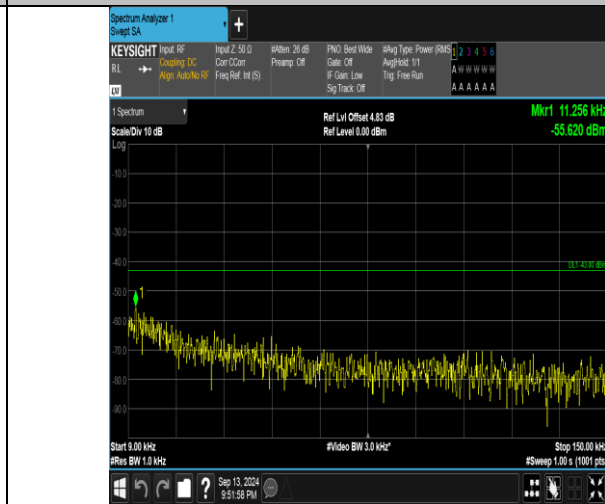 Spectrum Analyzer 1
Swept SA
+
KEYSIGHT Input: RF Input Z: 50 Ω #Atten: 26 dB PNO: Best Wide #Avg Type: Power (RMS 1 2 3 4 5 6
RL Coupling: DC Corr CCorr Preamp: Off Gate: Off Avg|Hold: 1/1 A W W W W W
Align: Auto/No RF Freq Ref: Int (S) IF Gain: Low Trig: Free Run
Sig Track: Off A A A A A A
LXI
1 Spectrum Ref Lvl Offset 4.83 dB Mkr1 11.256 kHz
Scale/Div 10 dB Ref Level 0.00 dBm -55.620 dBm
Log
-10.0
-20.0
-30.0
-40.0
DL1 -43.00 dBm
-50.0
1
-60.0
-70.0
-80.0
-90.0
Start 9.00 kHz #Video BW 3.0 kHz* Stop 150.00 kHz
#Res BW 1.0 kHz #Sweep 1.00 s (1001 pts)
? Sep 13, 2024
9:51:58 PM